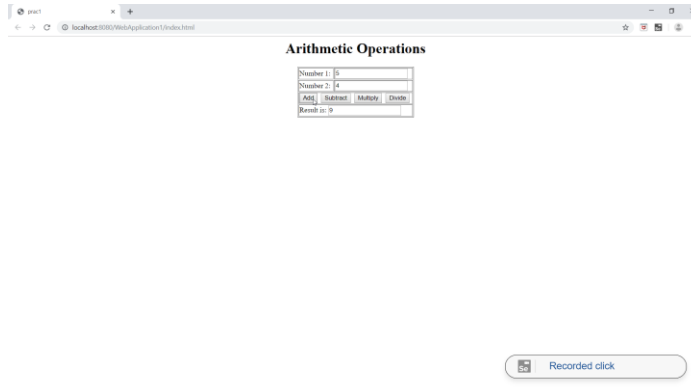 prac1
localhost:8080/WebApplication1/index.html
Arithmetic Operations
Number 1: 5
Number 2: 4
Add Subtract Multiply Divide
Result is: 9
Se Recorded click